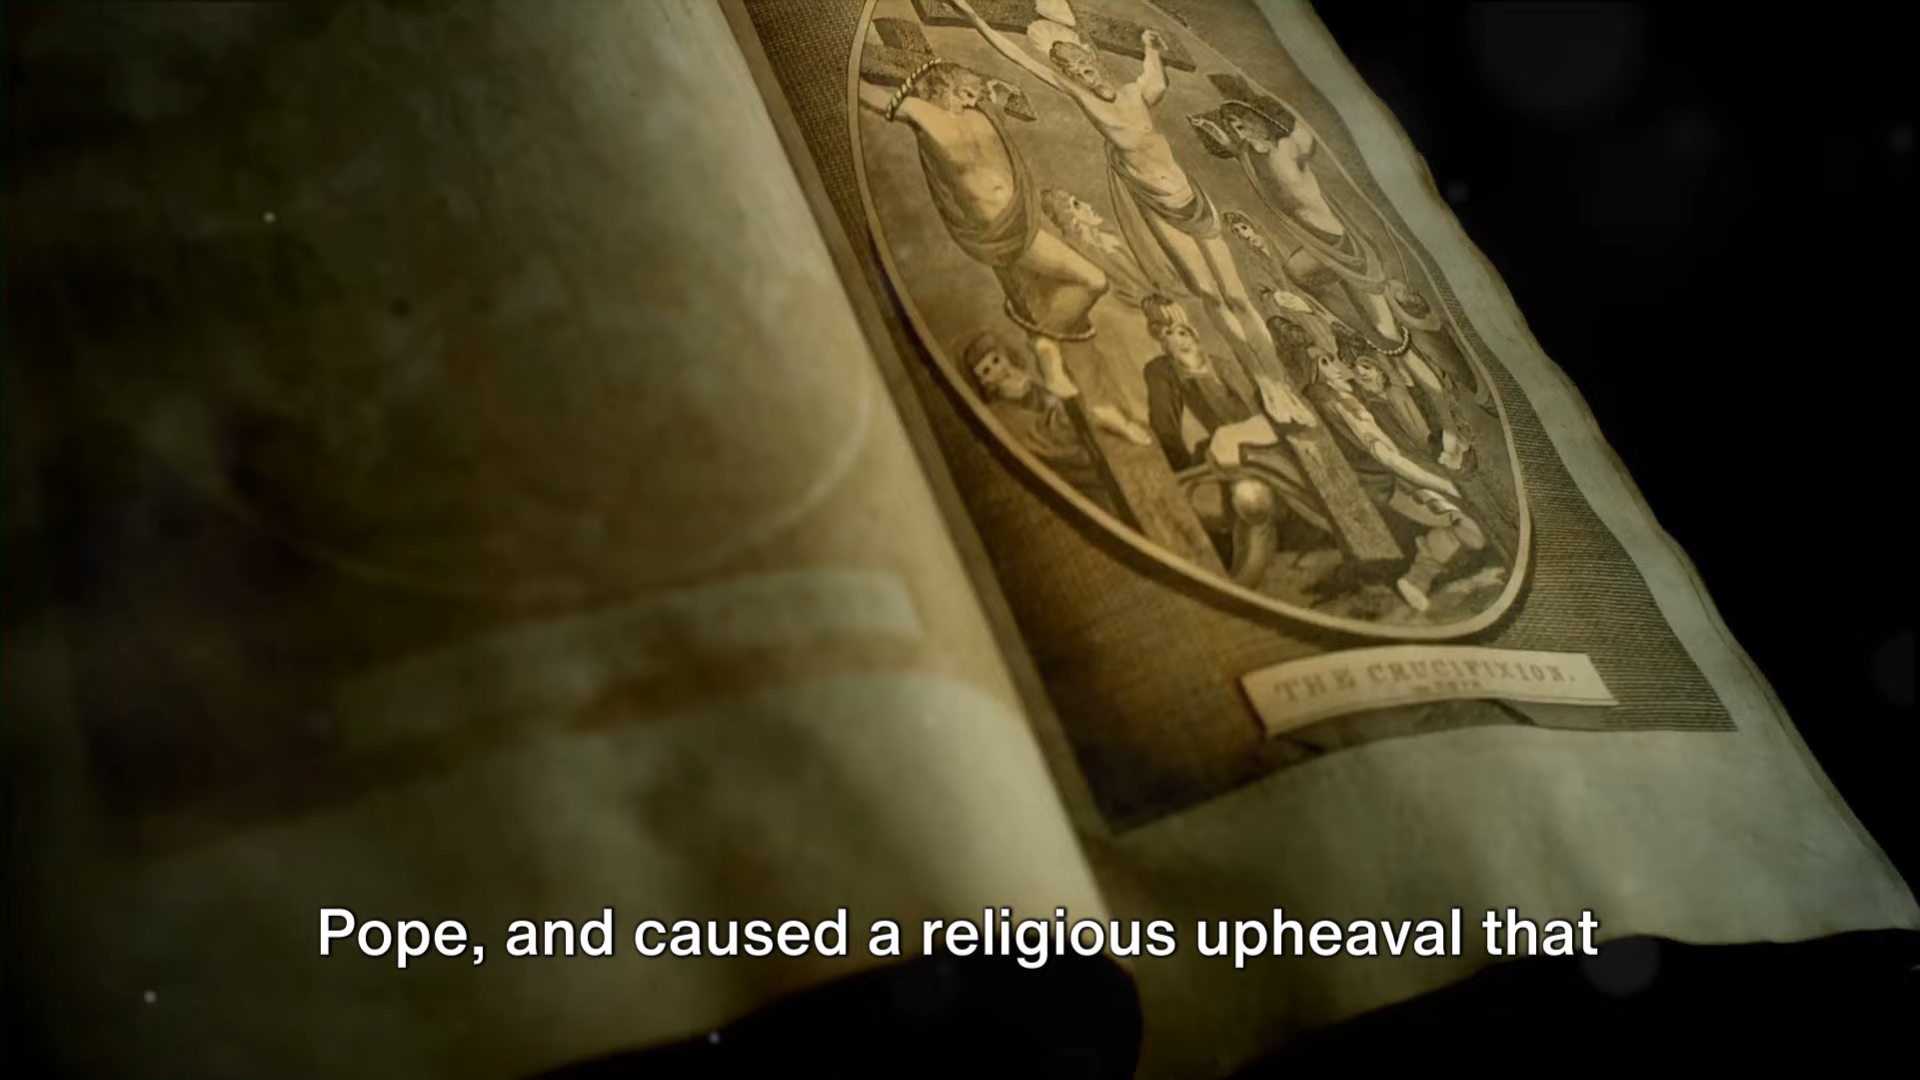 THE CRUCIFIXION.
Pope, and caused a religious upheaval that